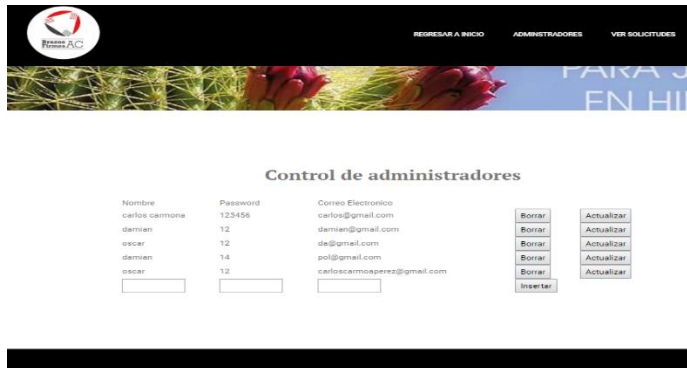 Brazos
Firmes AC
REGRESAR A INICIO ADMINSTRADORES VER SOLICITUDES
PARA J
EN HI
Control de administradores
Nombre Password Correo Electronico
carlos carmona 123456 carlos@gmail.com Borrar Actualizar
damian 12 damian@gmail.com Borrar Actualizar
oscar 12 da@gmail.com Borrar Actualizar
damian 14 pol@gmail.com Borrar Actualizar
oscar 12 carloscarmoaperez@gmail.com Borrar Actualizar
Insertar